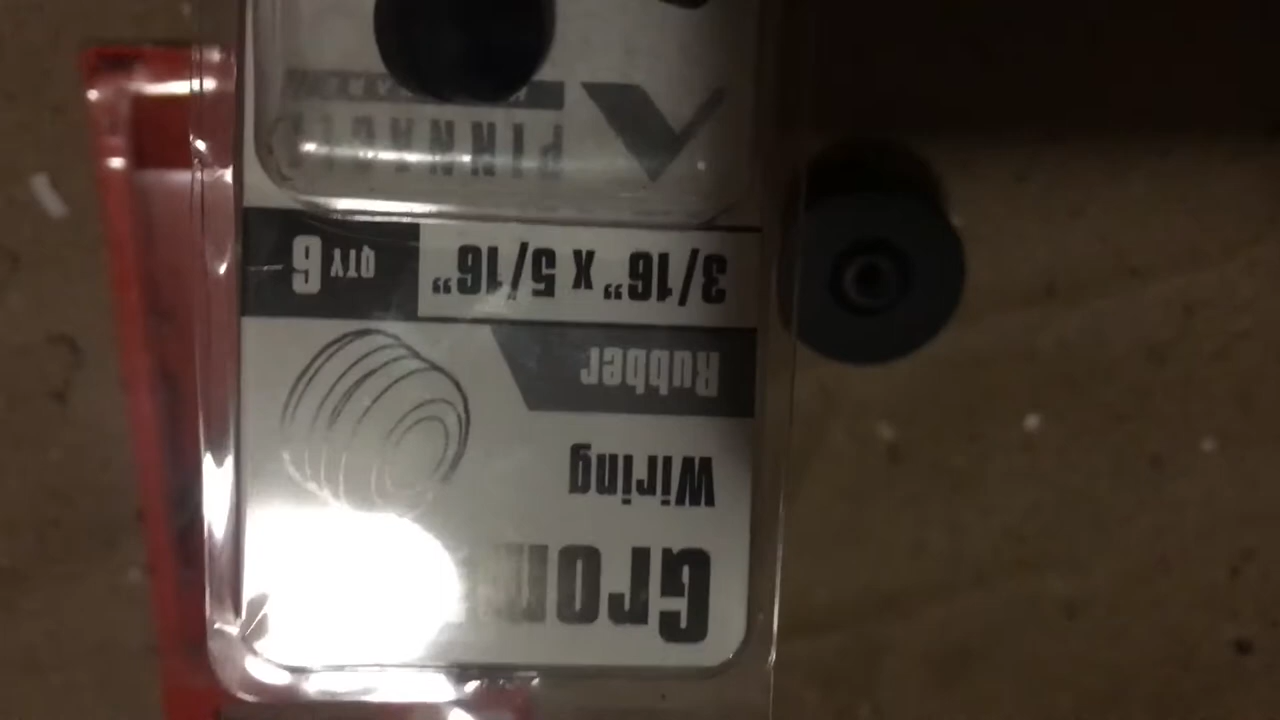 Grom
Wiring
Rubber
3/16” x 5/16”
QTY 6
PINNACLE